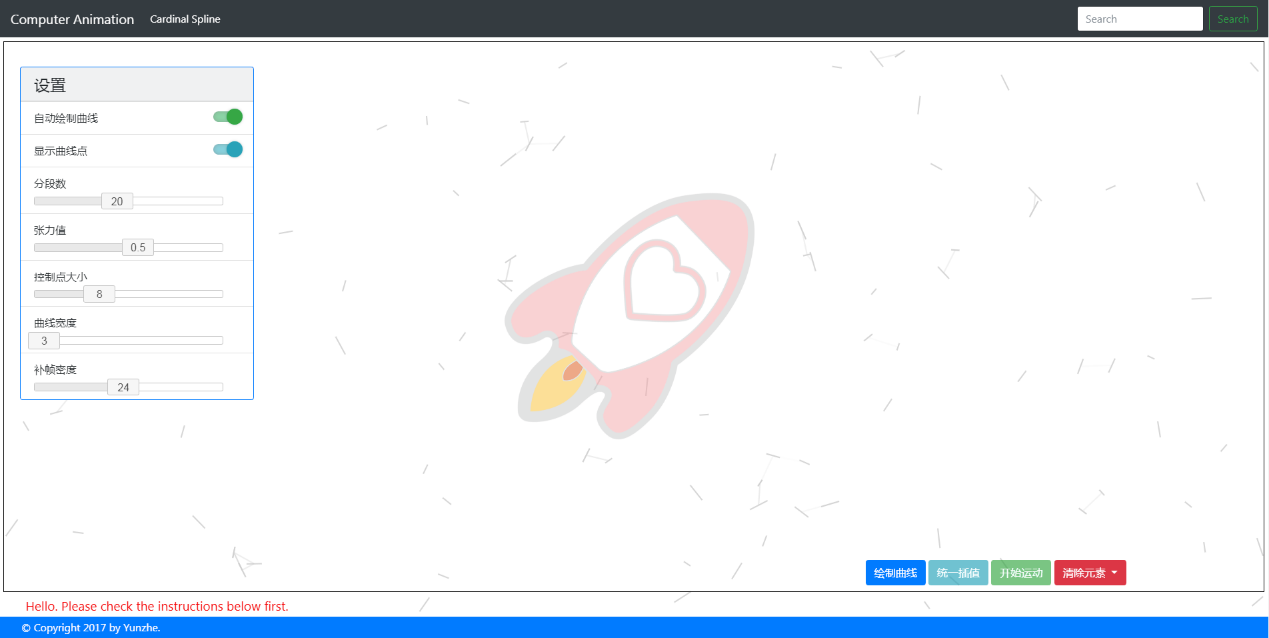 Computer Animation Cardinal Spline Search Search
设置
自动绘制曲线
显示曲线点
分段数
20
张力值
0.5
控制点大小
8
曲线宽度
3
补帧密度
24
绘制曲线 统一插值 开始运动 清除元素
Hello. Please check the instructions below first.
© Copyright 2017 by Yunzhe.